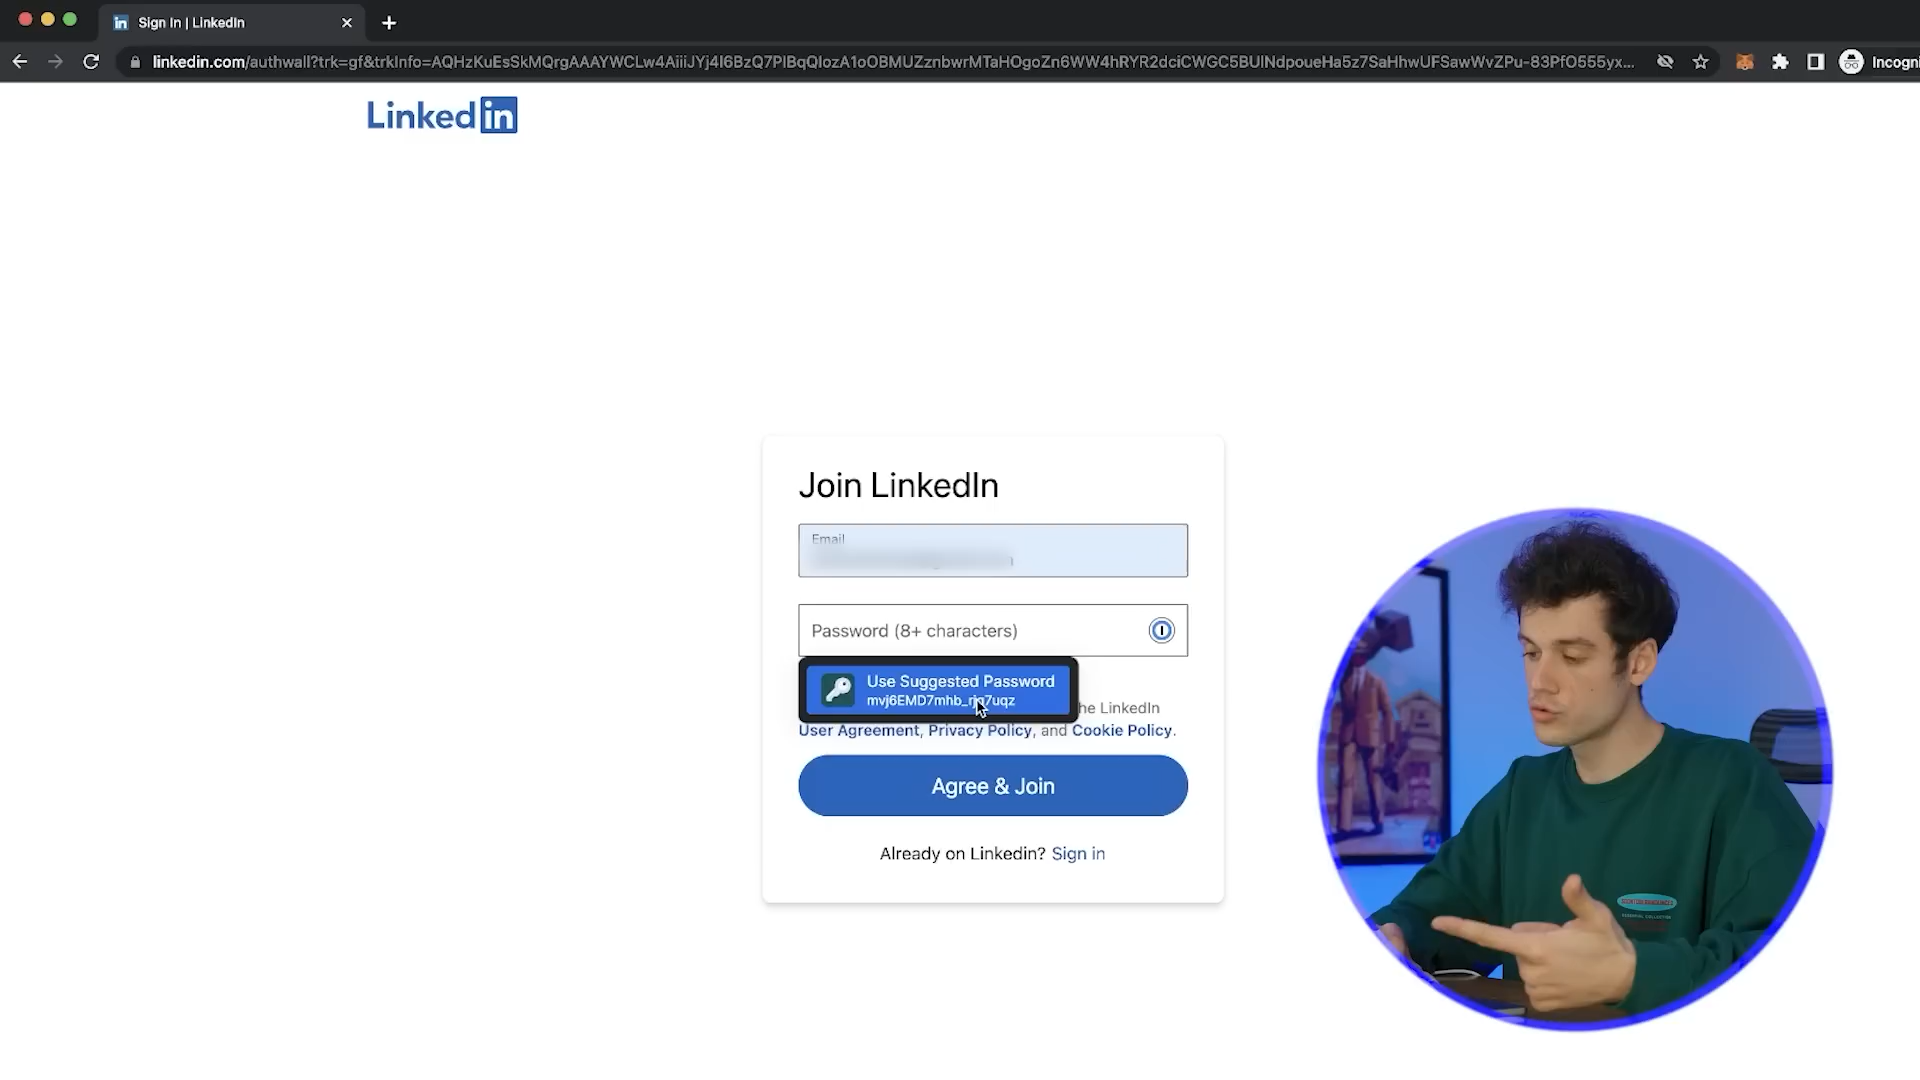 Sign In | LinkedIn
linkedin.com/authwall?trk=gf&trkInfo=AQHzKuEsSkMQrgAAAYWCLw4AiiiJYj4I6BzQ7PIBqQIozA1oOBMUZznbwrMTaHOgoZn6WW4hRYR2dciCWGC5BUINdpoueHa5z7SaHhwUFSawWvZPu-83PfO555yx...
Incogni
Linkedin
Join LinkedIn
Email
Password (8+ characters)
Use Suggested Password
he LinkedIn
User Agreement, Privacy Policy, and Cookie Policy.
Agree & Join
Already on Linkedin? Sign in